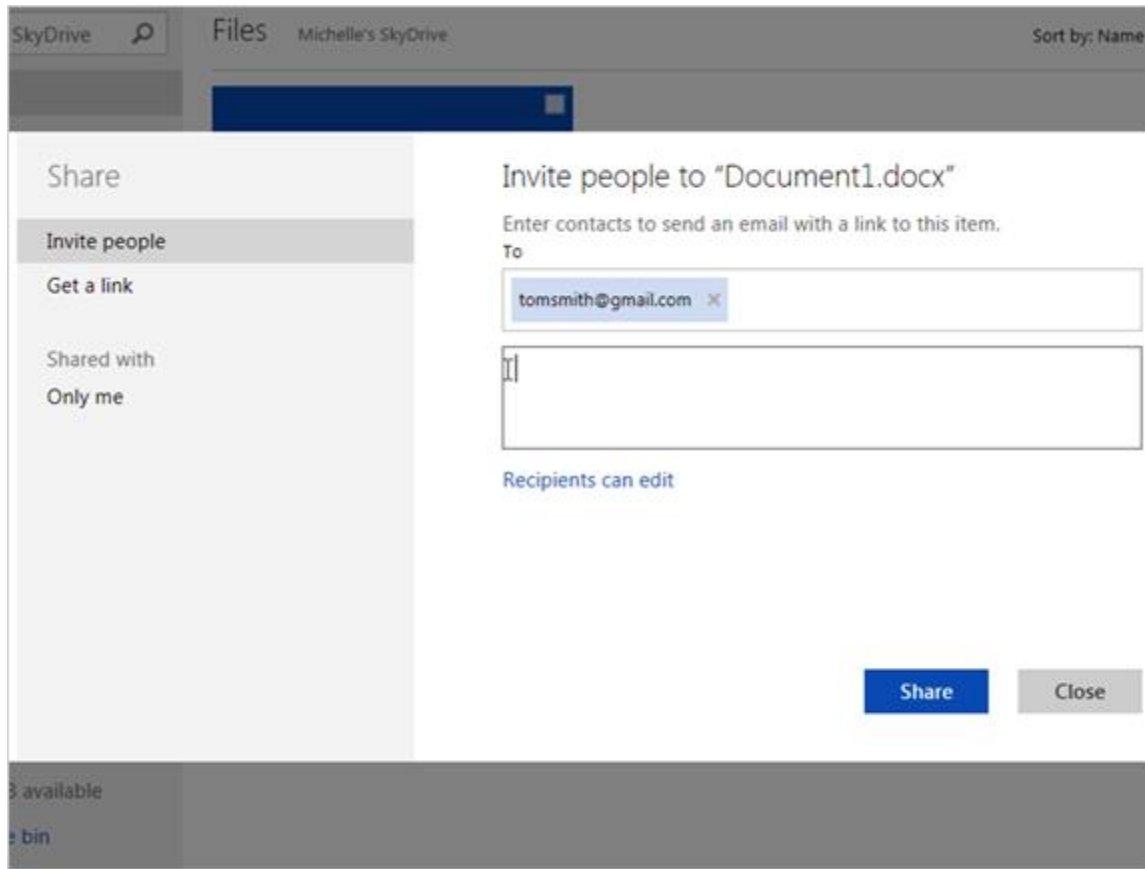 SkyDrive
Files Michelle's SkyDrive
Sort by: Name
Share
Invite people
Get a link
Shared with
Only me
Invite people to “Document1.docx”
Enter contacts to send an email with a link to this item.
To
tomsmith@gmail.com ×
Recipients can edit
Share
Close
available
bin